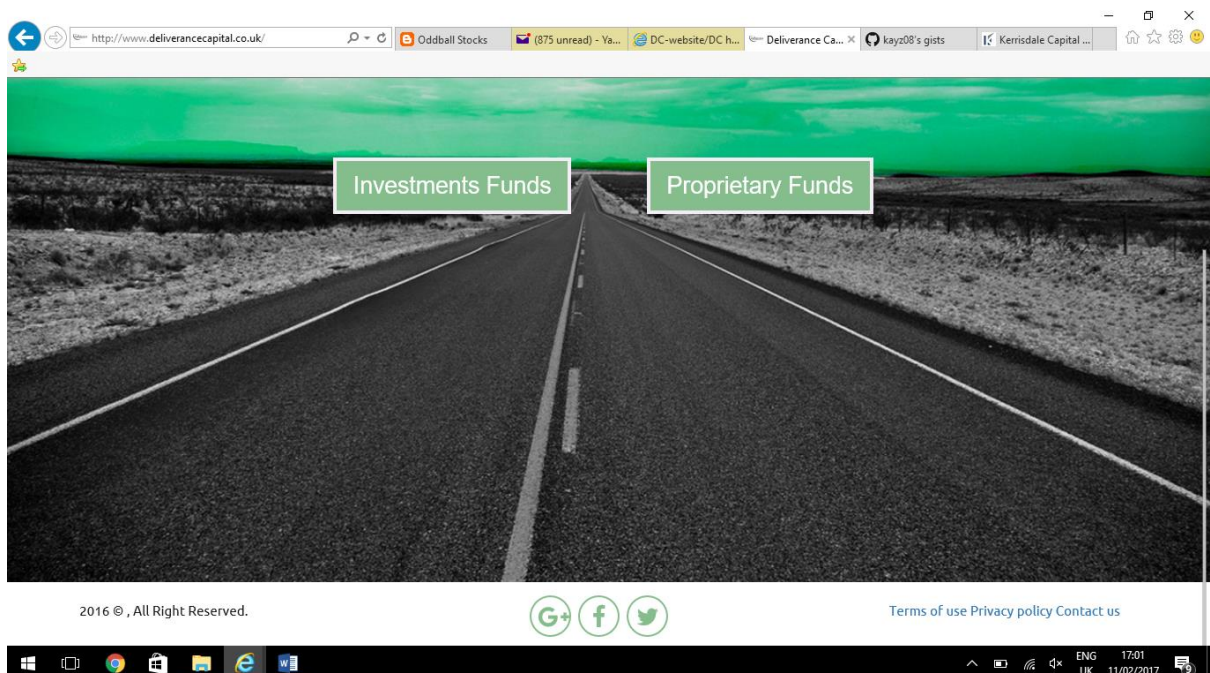 http://www.deliverancecapital.co.uk/
Oddball Stocks
(875 unread) - Ya...
DC-website/DC h...
Deliverance Ca...
kayz08's gists
Kerrisdale Capital ...
Investments Funds
Proprietary Funds
2016 © , All Right Reserved.
G+
f
Terms of use Privacy policy Contact us
ENG
UK
17:01
11/02/2017
9